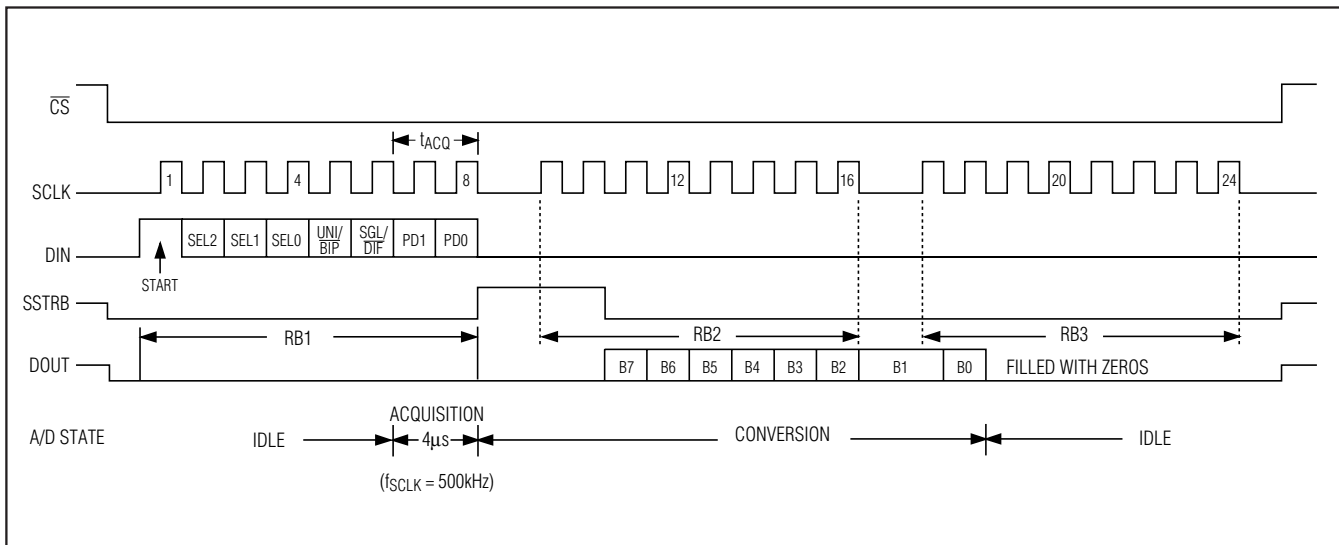 CS
tACQ
SCLK 1 4 8 12 16 20 24
DIN SEL2 SEL1 SEL0 UNI/BIP SGL/DIF PD1 PD0
START
SSTRB
RB1 RB2 RB3
DOUT B7 B6 B5 B4 B3 B2 B1 B0 FILLED WITH ZEROS
ACQUISITION
A/D STATE IDLE 4μs CONVERSION IDLE
(fSCLK = 500kHz)